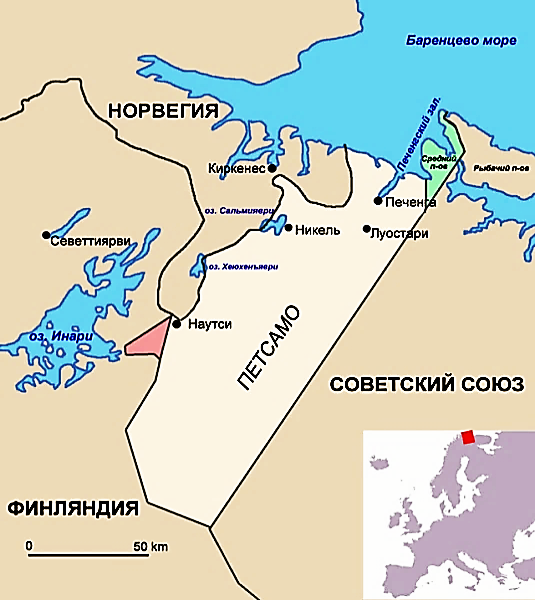 Баренцево море
НОРВЕГИЯ
Печенгский зал.
Средний
п-ов
Рыбачий п-ов
Киркенес
Печенга
оз. Сальмиярви
Никель
Луостари
Севеттиярви
оз. Хеюхенъярви
Наутси
оз. Инари
ПЕТСАМО
СОВЕТСКИЙ СОЮЗ
ФИНЛЯНДИЯ
0
50 km